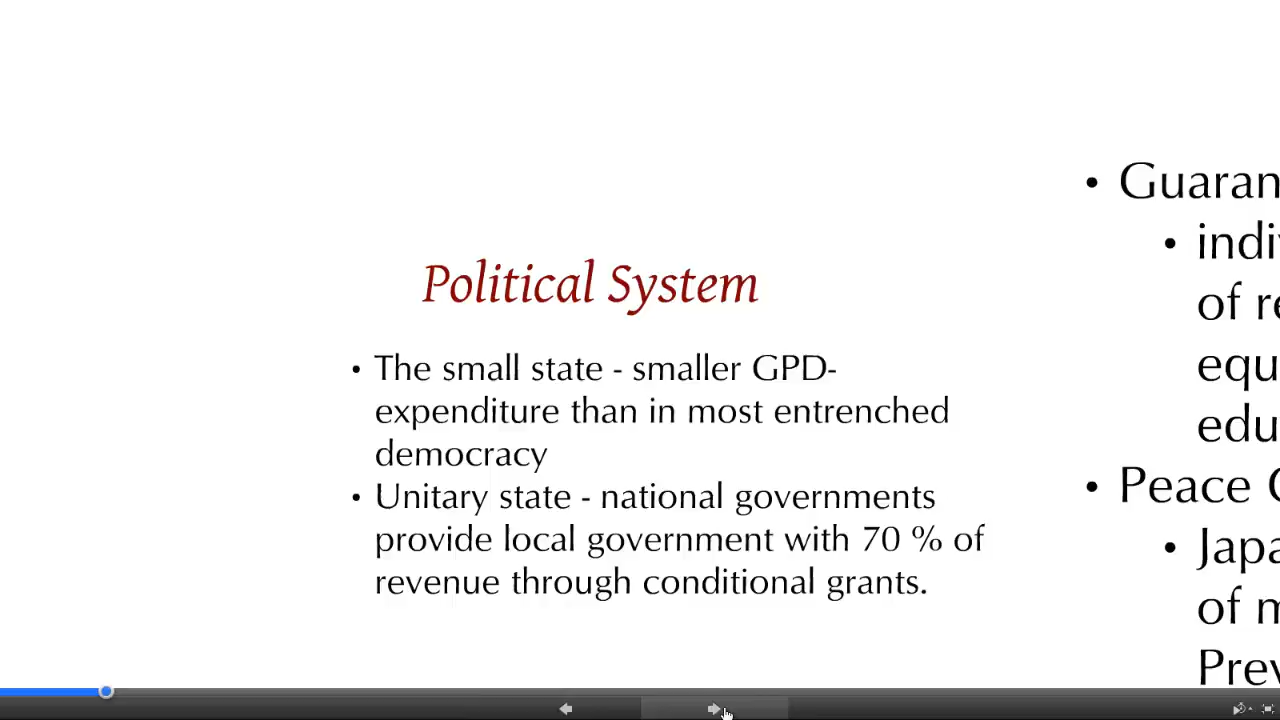 Political System
• The small state - smaller GPD-
expenditure than in most entrenched
democracy
• Unitary state - national governments
provide local government with 70 % of
revenue through conditional grants.
• Guaran
• indi
of re
equ
edu
• Peace
• Japa
of m
Prev